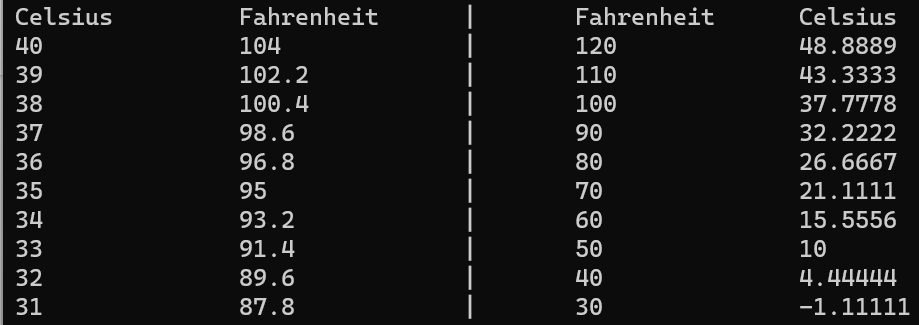 Celsius Fahrenheit | Fahrenheit Celsius
40 104 | 120 48.8889
39 102.2 | 110 43.3333
38 100.4 | 100 37.7778
37 98.6 | 90 32.2222
36 96.8 | 80 26.6667
35 95 | 70 21.1111
34 93.2 | 60 15.5556
33 91.4 | 50 10
32 89.6 | 40 4.44444
31 87.8 | 30 -1.11111